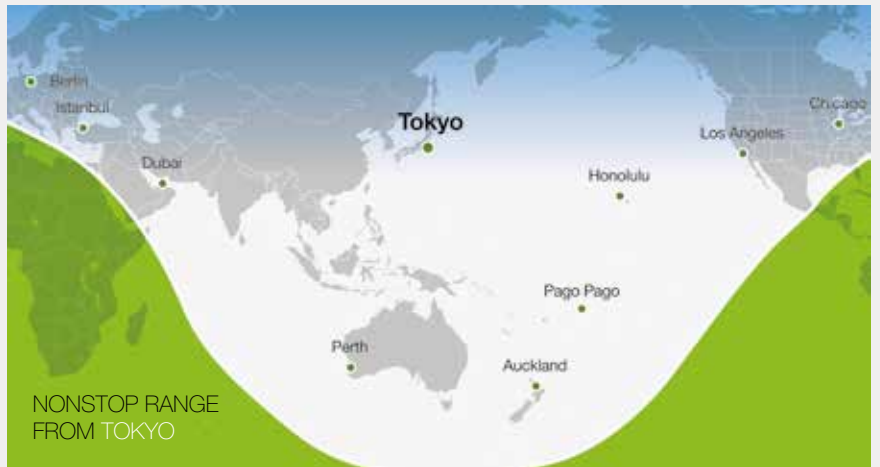 Berlin
Istanbul
Dubai
Tokyo
Chicago
Los Angeles
Honolulu
Pago Pago
Perth
Auckland
NONSTOP RANGE
FROM TOKYO